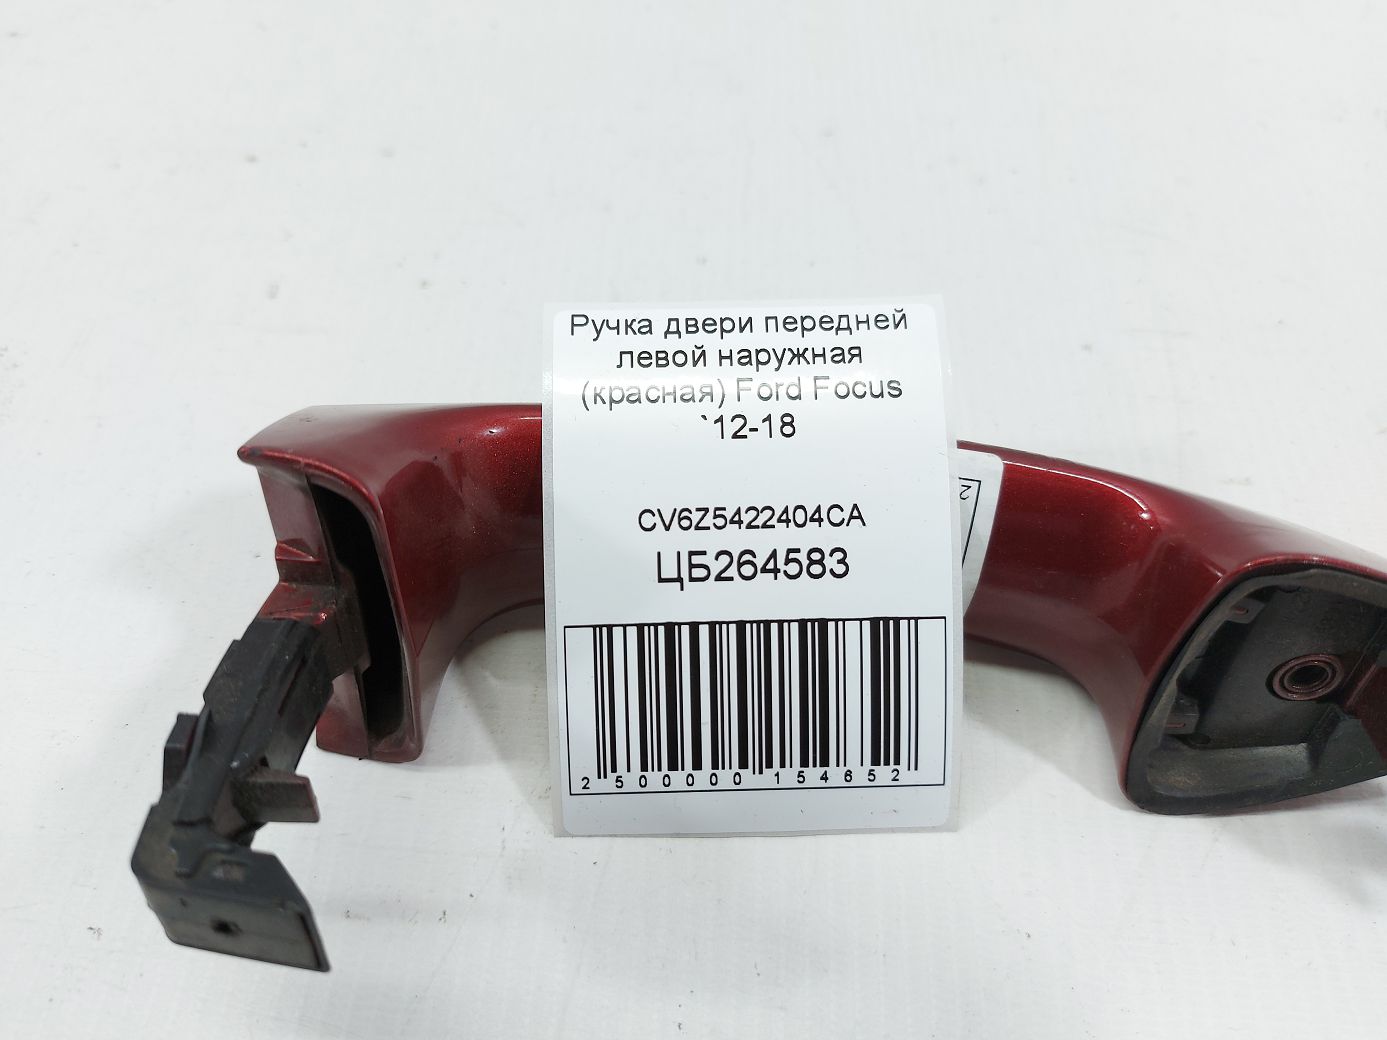 Ручка двери передней
левой наружная
(красная) Ford Focus
`12-18
CV6Z5422404CA
ЦБ264583
2 500000 154652